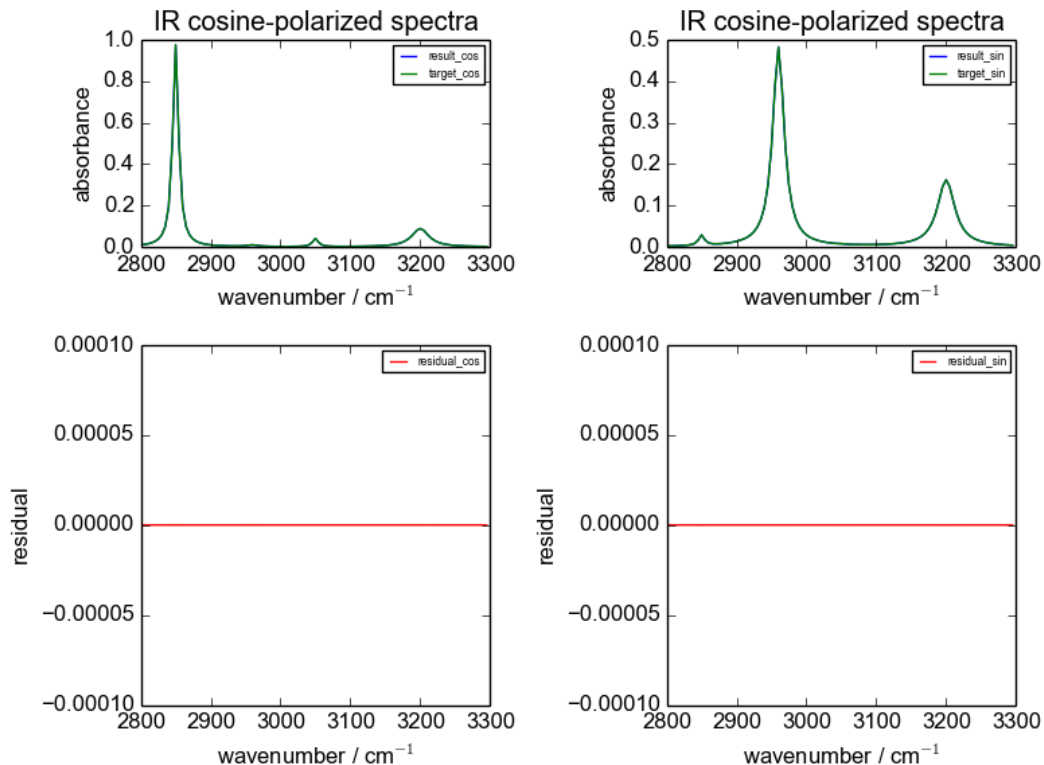 IR cosine-polarized spectra
1.0
0.8
0.6
0.4
0.2
0.0
absorbance
result_cos
target_cos
2800 2900 3000 3100 3200 3300
wavenumber / cm⁻¹
IR cosine-polarized spectra
0.5
0.4
0.3
0.2
0.1
0.0
absorbance
result_sin
target_sin
2800 2900 3000 3100 3200 3300
wavenumber / cm⁻¹
0.00010
0.00005
0.00000
−0.00005
−0.00010
residual
residual_cos
2800 2900 3000 3100 3200 3300
wavenumber / cm⁻¹
0.00010
0.00005
0.00000
−0.00005
−0.00010
residual
residual_sin
2800 2900 3000 3100 3200 3300
wavenumber / cm⁻¹